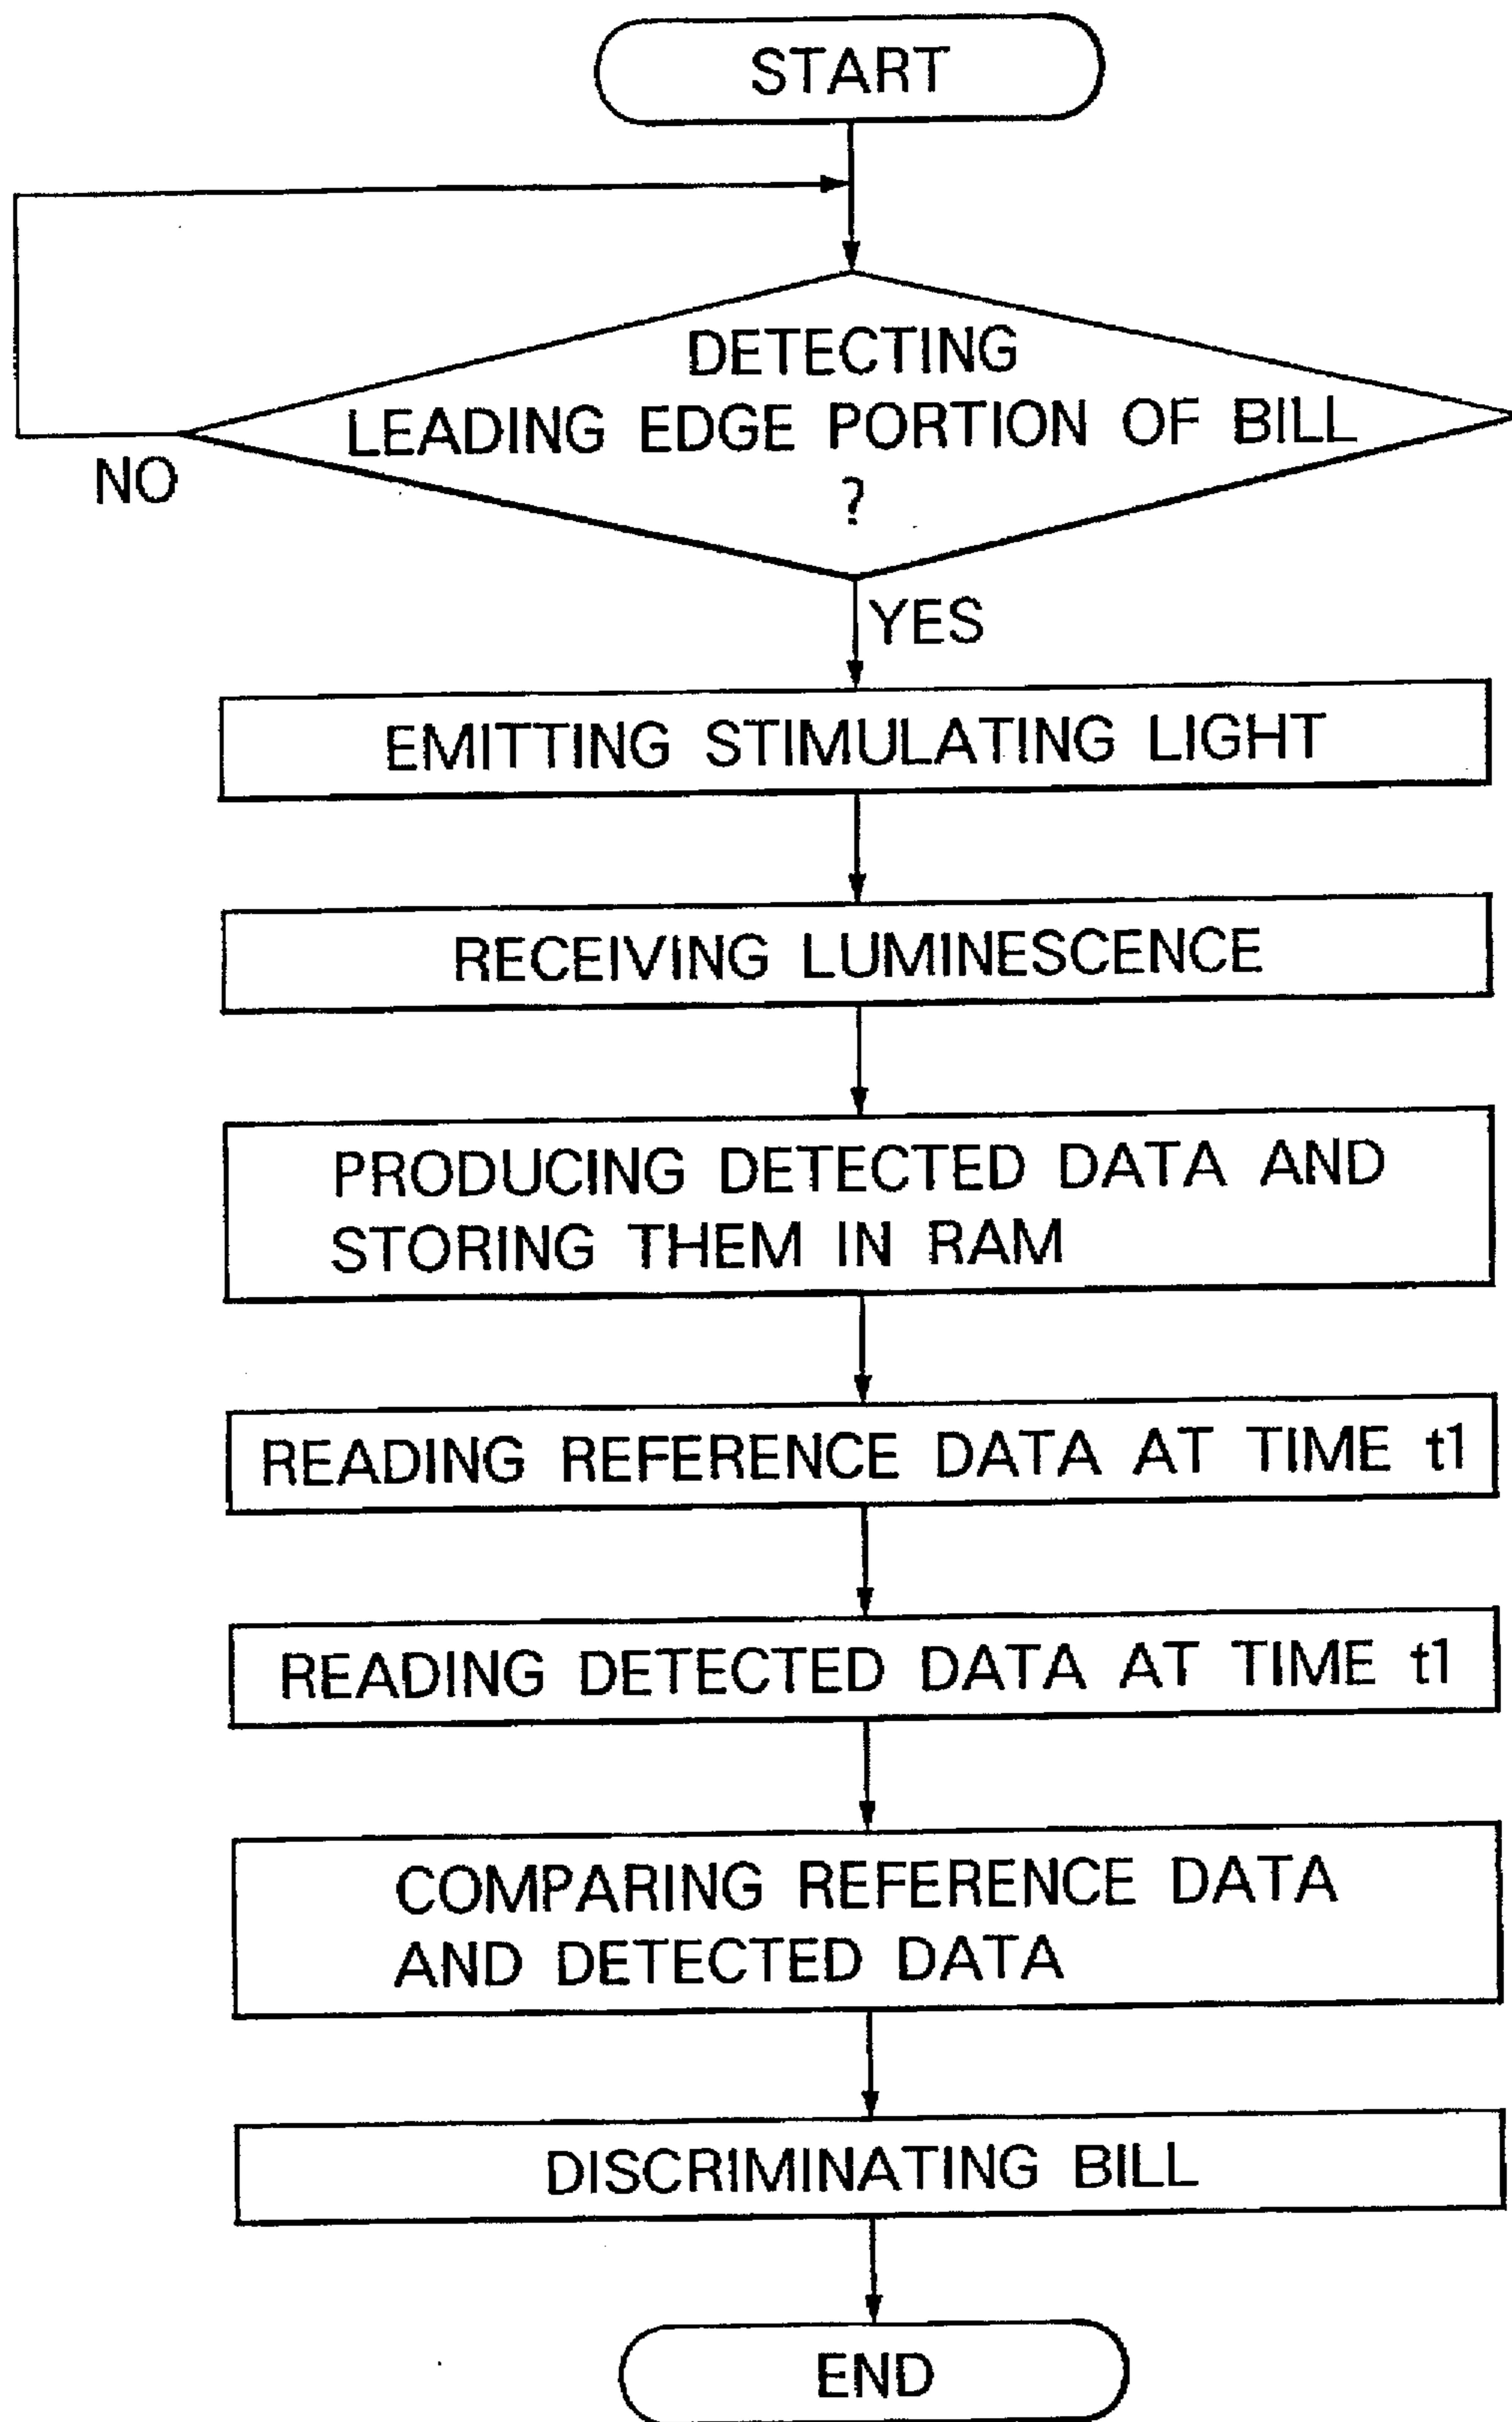 START
DETECTING
LEADING EDGE PORTION OF BILL
?
NO
YES
EMITTING STIMULATING LIGHT
RECEIVING LUMINESCENCE
PRODUCING DETECTED DATA AND
STORING THEM IN RAM
READING REFERENCE DATA AT TIME t1
READING DETECTED DATA AT TIME t1
COMPARING REFERENCE DATA
AND DETECTED DATA
DISCRIMINATING BILL
END